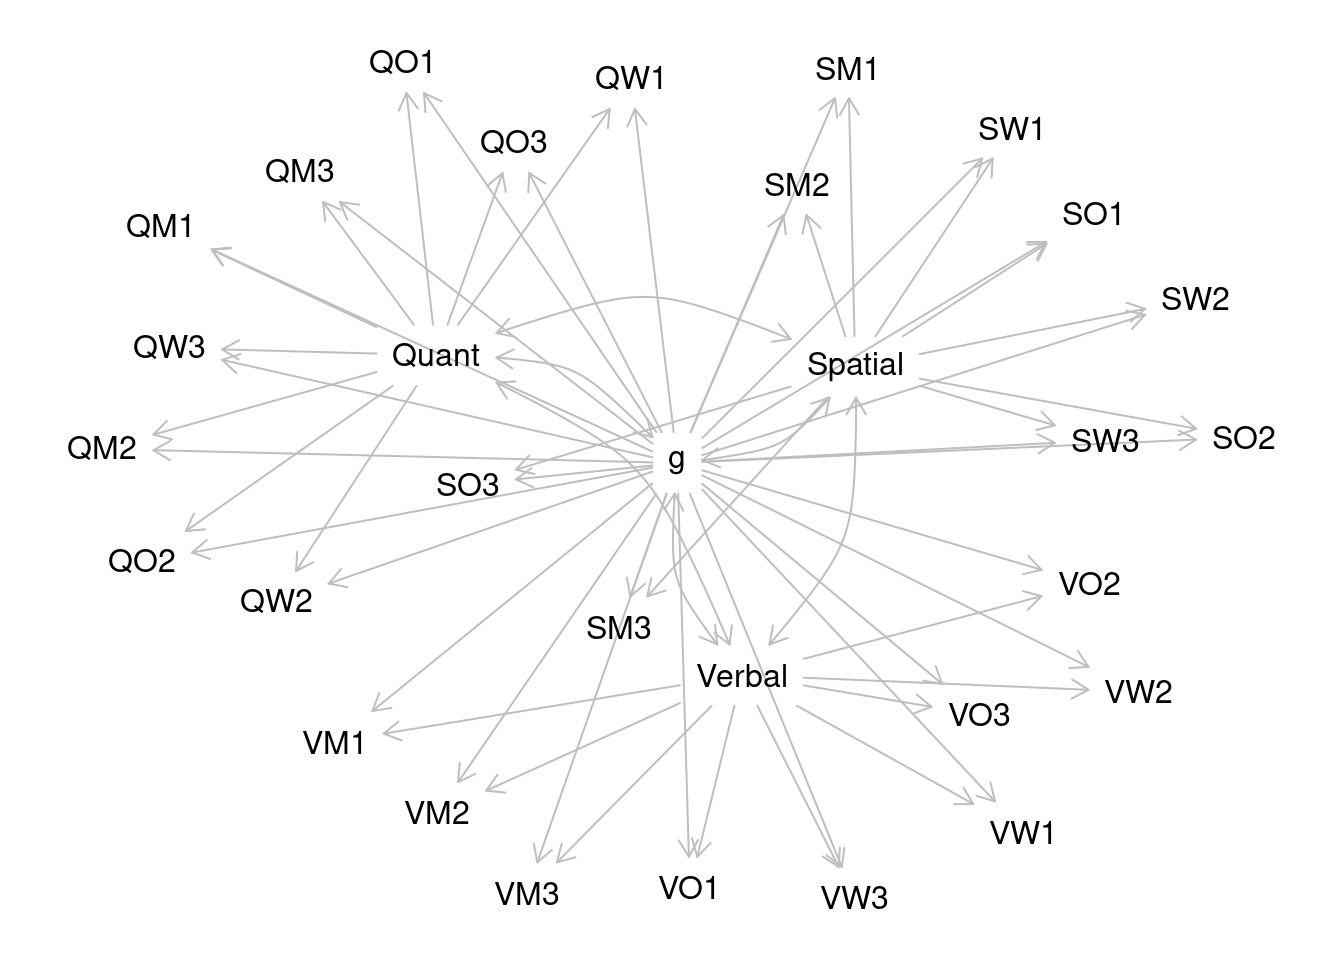 QO1
SM1
QW1
SW1
QO3
QM3
SM2
SO1
QM1
SW2
QW3
Quant
Spatial
SW3
SO2
QM2
g
SO3
QO2
VO2
QW2
SM3
Verbal
VW2
VO3
VM1
VM2
VW1
VO1
VM3
VW3